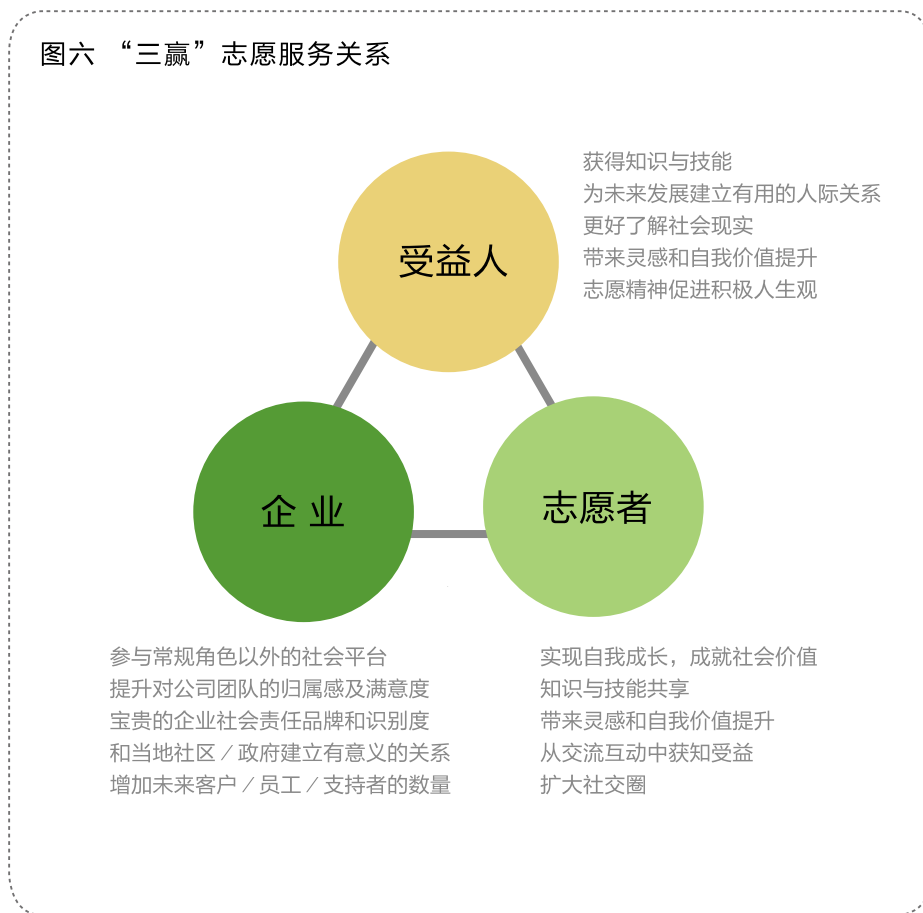 图六 “三赢”志愿服务关系
获得知识与技能
为未来发展建立有用的人际关系
更好了解社会现实
带来灵感和自我价值提升
志愿精神促进积极人生观
受益人
企 业
志愿者
参与常规角色以外的社会平台
提升对公司团队的归属感及满意度
宝贵的企业社会责任品牌和识别度
和当地社区／政府建立有意义的关系
增加未来客户／员工／支持者的数量
实现自我成长，成就社会价值
知识与技能共享
带来灵感和自我价值提升
从交流互动中获知受益
扩大社交圈